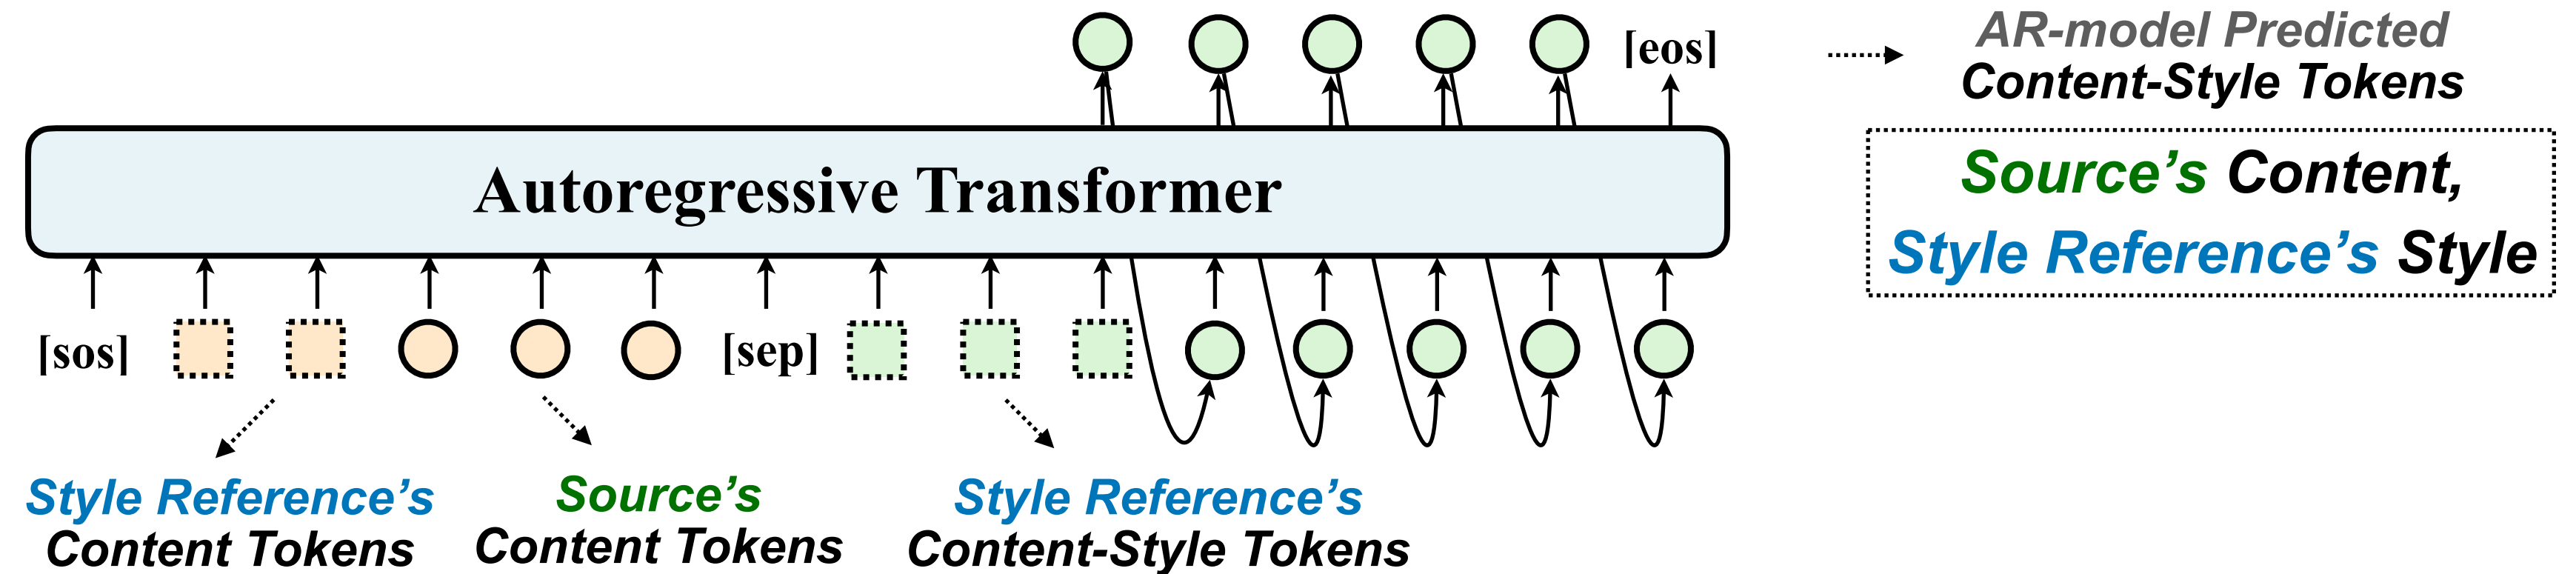 [eos]
AR-model Predicted
Content-Style Tokens
Source's Content,
Style Reference's Style
Autoregressive Transformer
[sos]
[sep]
Style Reference's
Content Tokens
Source's
Content Tokens
Style Reference's
Content-Style Tokens